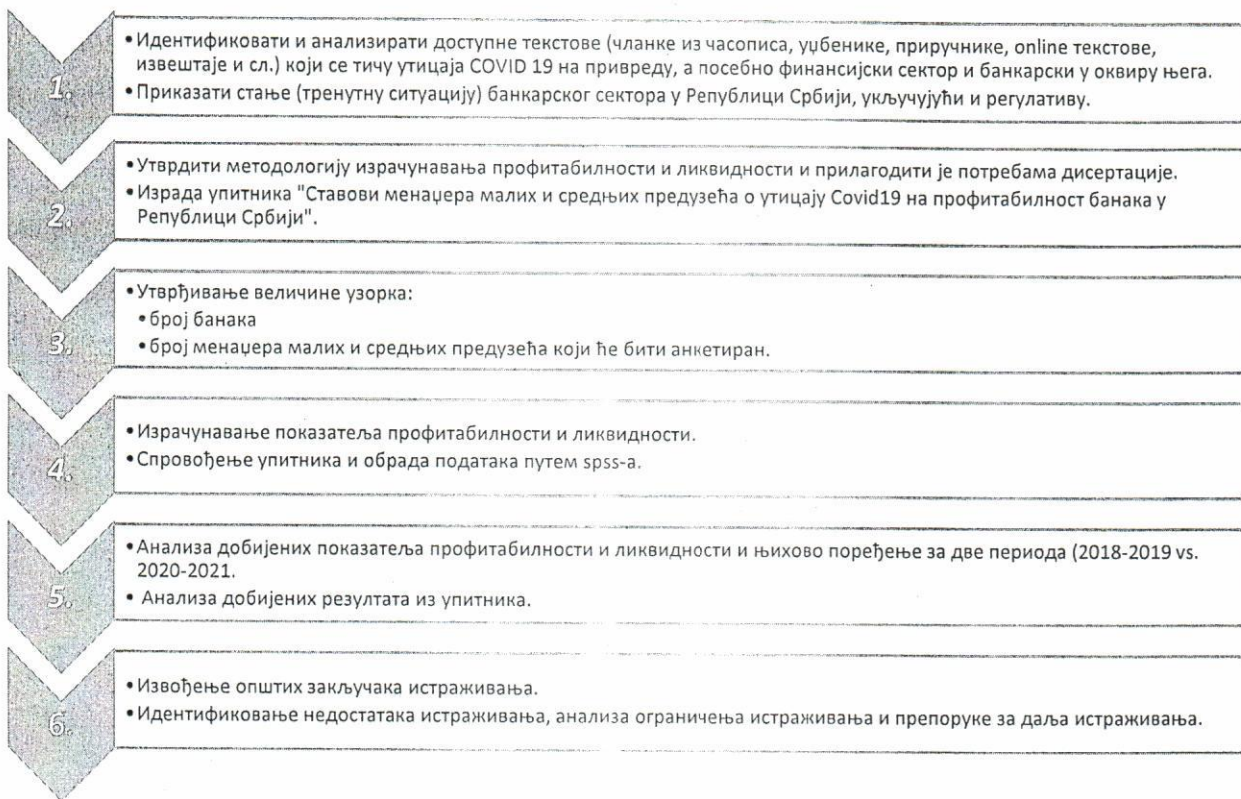 1.
•Идентификовати и анализирати доступне текстове (чланке из часописа, уџбенике, приручнике, online текстове,
извештаје и сл.) који се тичу утицаја COVID 19 на привреду, а посебно финансијски сектор и банкарски у оквиру њега.
•Приказати стање (тренутну ситуацију) банкарског сектора у Републици Србији, укључујући и регулативу.
2.
•Утврдити методологију израчунавања профитабилности и ликвидности и прилагодити је потребама дисертације.
•Израда упитника "Ставови менаџера малих и средњих предузећа о утицају Covid19 на профитабилност банака у
Републици Србији".
3.
•Утврђивање величине узорка:
•број банака
•број менаџера малих и средњих предузећа који ће бити анкетиран.
4.
•Израчунавање показатеља профитабилности и ликвидности.
•Спровођење упитника и обрада података путем spss-а.
5.
•Анализа добијених показатеља профитабилности и ликвидности и њихово поређење за две периода (2018-2019 vs.
2020-2021.
• Анализа добијених резултата из упитника.
6.
•Извођење општих закључака истраживања.
•Идентификовање недостатака истраживања, анализа ограничења истраживања и препоруке за даља истраживања.